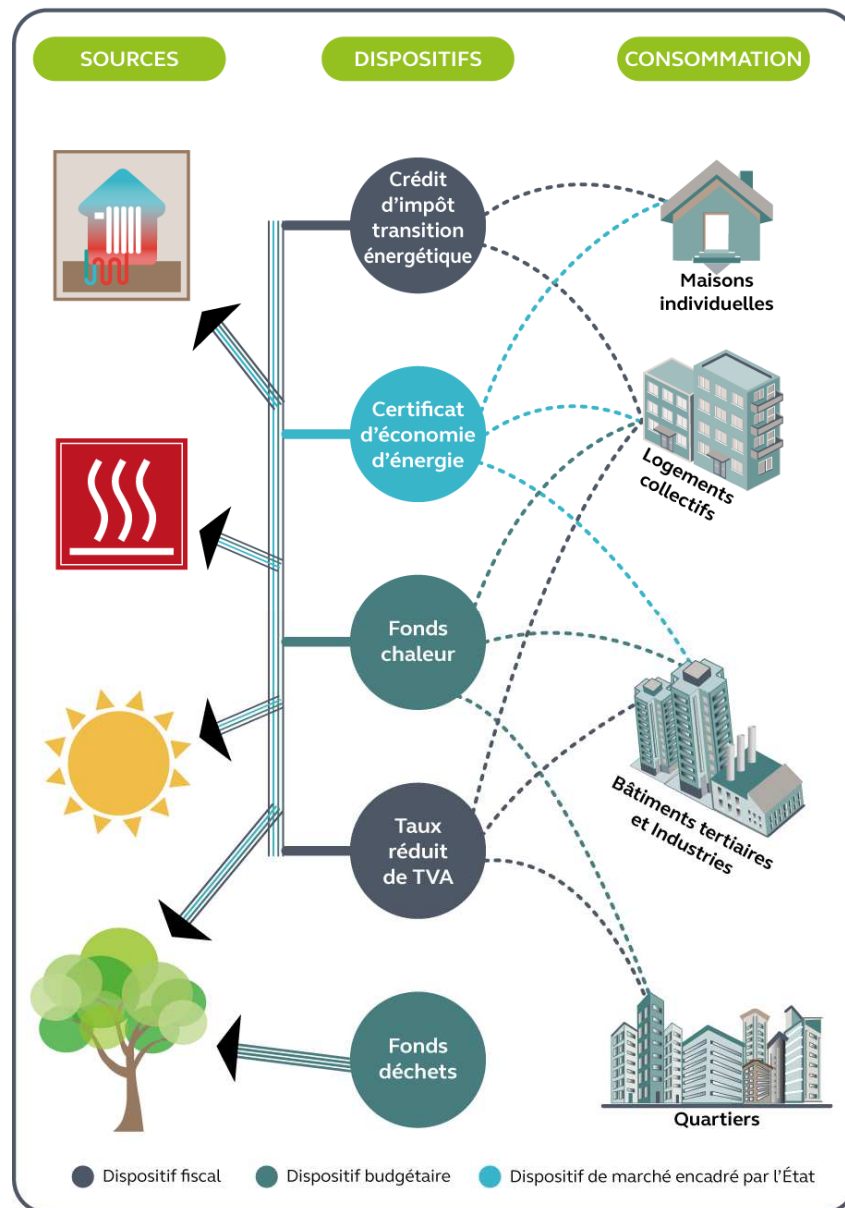 SOURCES
DISPOSITIFS
CONSOMMATION
Crédit
d'impôt
transition
énergétique
Maisons
individuelles
Certificat
d'économie
d'énergie
Logements
collectifs
Fonds
chaleur
Bâtiments tertiaires
et Industries
Taux
réduit
de TVA
Fonds
déchets
Quartiers
Dispositif fiscal
Dispositif budgétaire
Dispositif de marché encadré par l'État